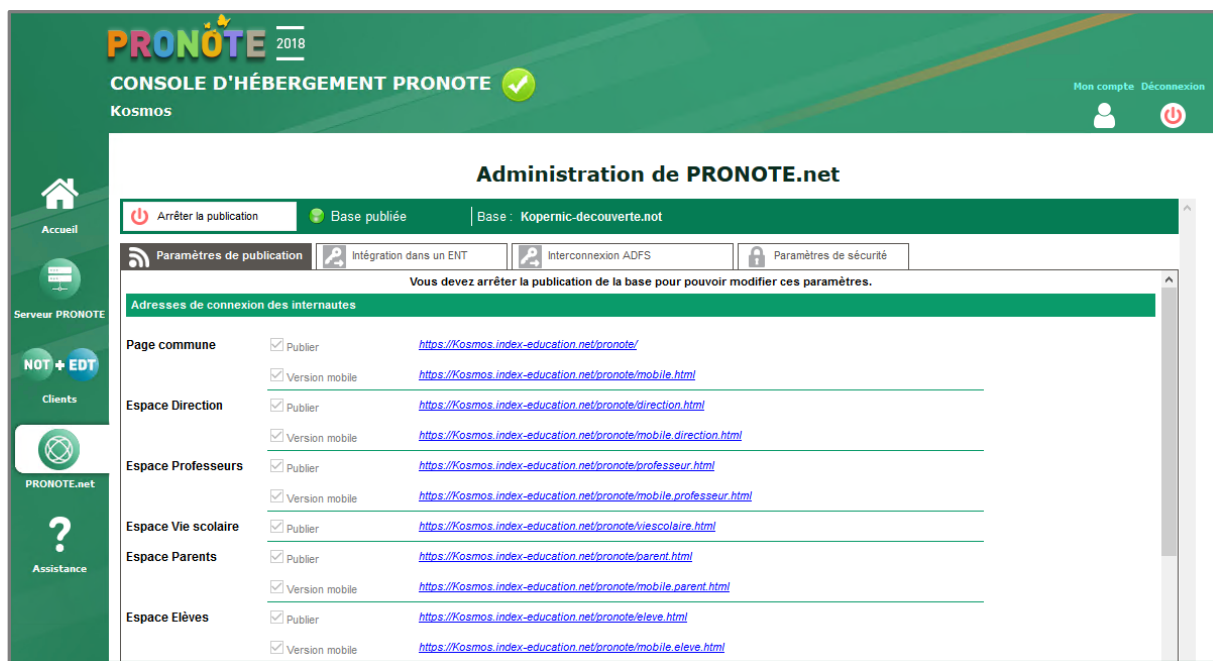 PRONOTE 2018
CONSOLE D'HÉBERGEMENT PRONOTE
Kosmos
Mon compte Déconnexion
Administration de PRONOTE.net
Accueil
Serveur PRONOTE
NOT + EDT
Clients
PRONOTE.net
?
Assistance
Arrêter la publication Base publiée Base : Kopernic-decouverte.not
Paramètres de publication Intégration dans un ENT Interconnexion ADFS Paramètres de sécurité
Vous devez arrêter la publication de la base pour pouvoir modifier ces paramètres.
Adresses de connexion des internautes
Page commune Publier https://Kosmos.index-education.net/pronote/
Version mobile https://Kosmos.index-education.net/pronote/mobile.html
Espace Direction Publier https://Kosmos.index-education.net/pronote/direction.html
Version mobile https://Kosmos.index-education.net/pronote/mobile.direction.html
Espace Professeurs Publier https://Kosmos.index-education.net/pronote/professeur.html
Version mobile https://Kosmos.index-education.net/pronote/mobile.professeur.html
Espace Vie scolaire Publier https://Kosmos.index-education.net/pronote/viescolaire.html
Espace Parents Publier https://Kosmos.index-education.net/pronote/parent.html
Version mobile https://Kosmos.index-education.net/pronote/mobile.parent.html
Espace Elèves Publier https://Kosmos.index-education.net/pronote/eleve.html
Version mobile https://Kosmos.index-education.net/pronote/mobile.eleve.html